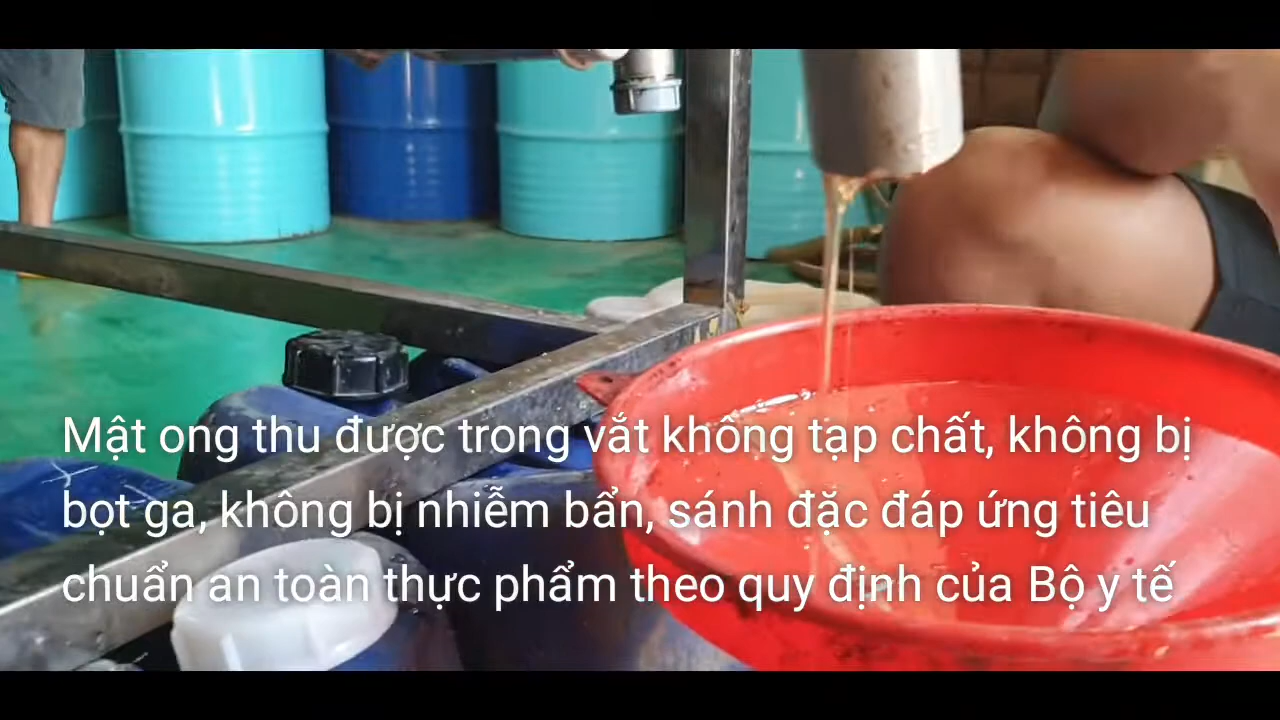 Mật ong thu được trong vắt không tạp chất, không bị
bọt ga, không bị nhiễm bẩn, sánh đặc đáp ứng tiêu
chuẩn an toàn thực phẩm theo quy định của Bộ y tế